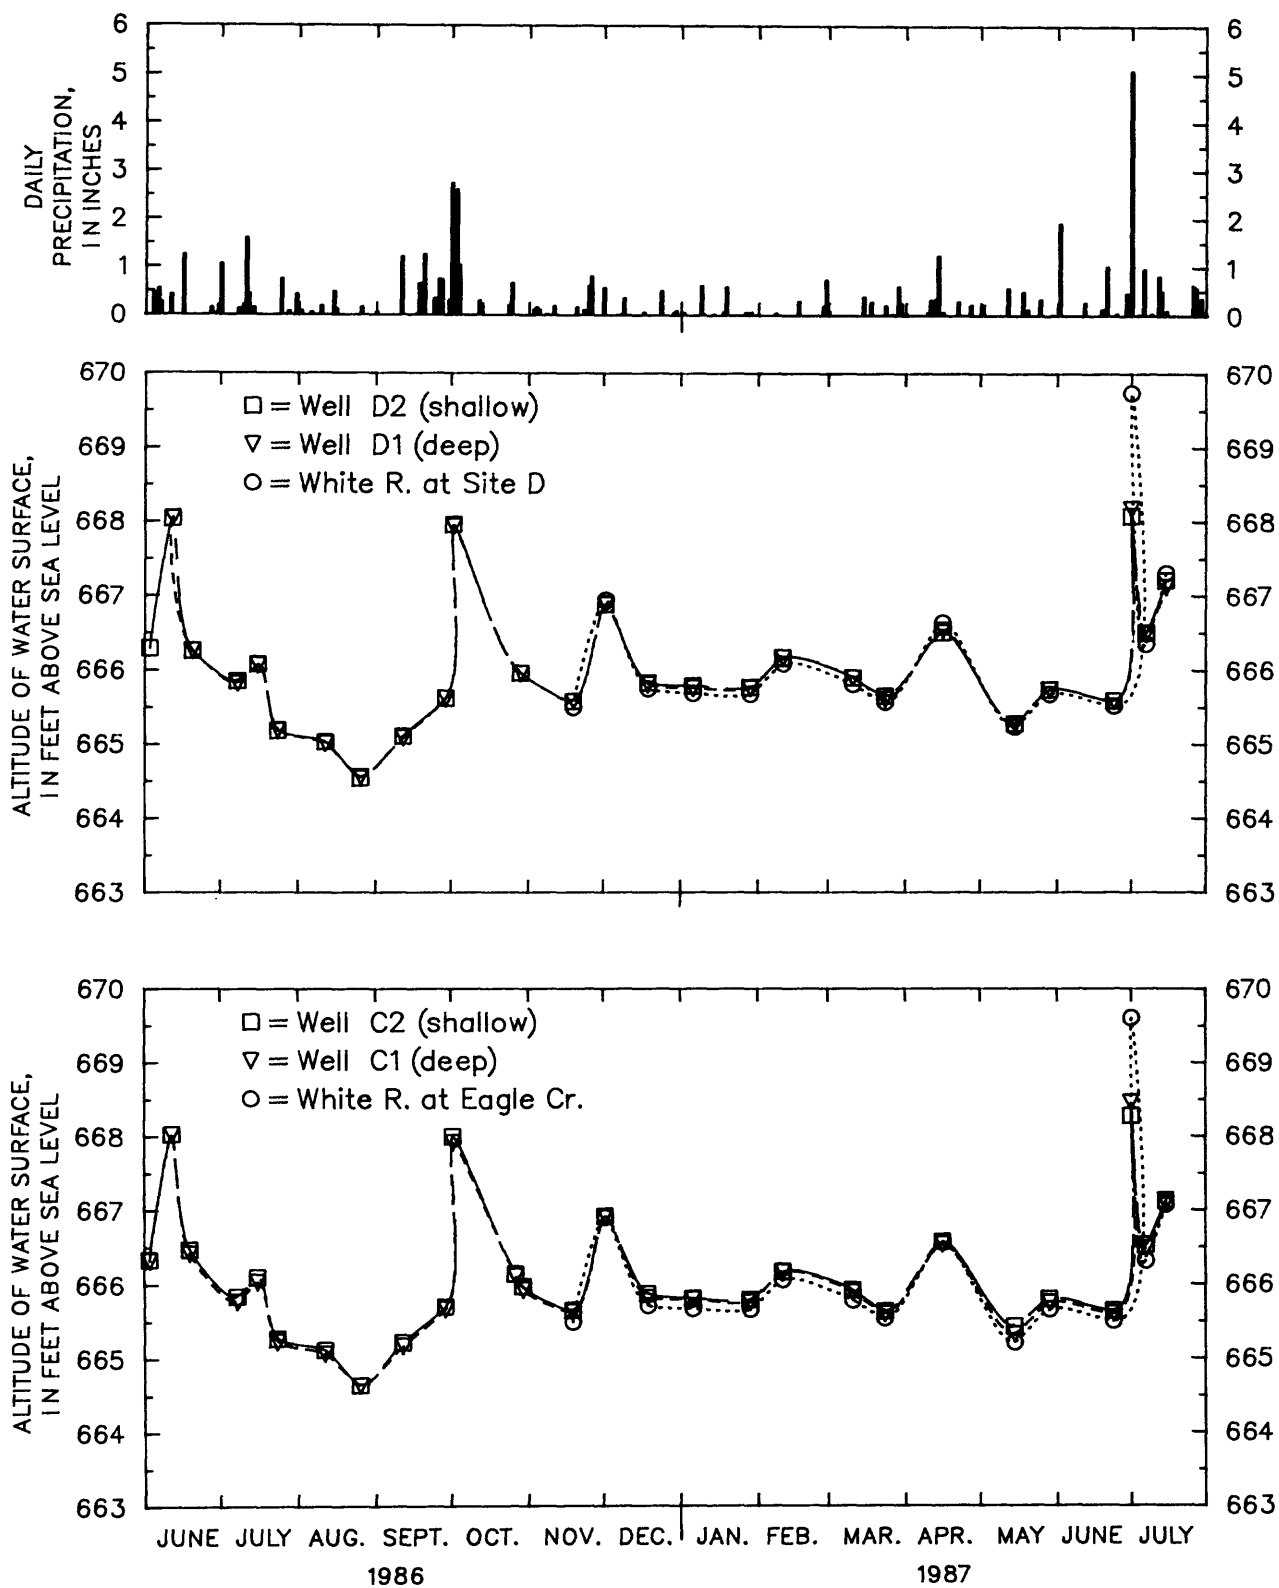 6 6
5 5
4 4
3 3
2 2
1 1
0 0
DAILY
PRECIPITATION,
IN INCHES
670 670
669 669
668 668
667 667
666 666
665 665
664 664
663 663
□ = Well D2 (shallow)
▽ = Well D1 (deep)
○ = White R. at Site D
ALTITUDE OF WATER SURFACE,
IN FEET ABOVE SEA LEVEL
670 670
669 669
668 668
667 667
666 666
665 665
664 664
663 663
□ = Well C2 (shallow)
▽ = Well C1 (deep)
○ = White R. at Eagle Cr.
ALTITUDE OF WATER SURFACE,
IN FEET ABOVE SEA LEVEL
JUNE JULY AUG. SEPT. OCT. NOV. DEC. JAN. FEB. MAR. APR. MAY JUNE JULY
1986 1987